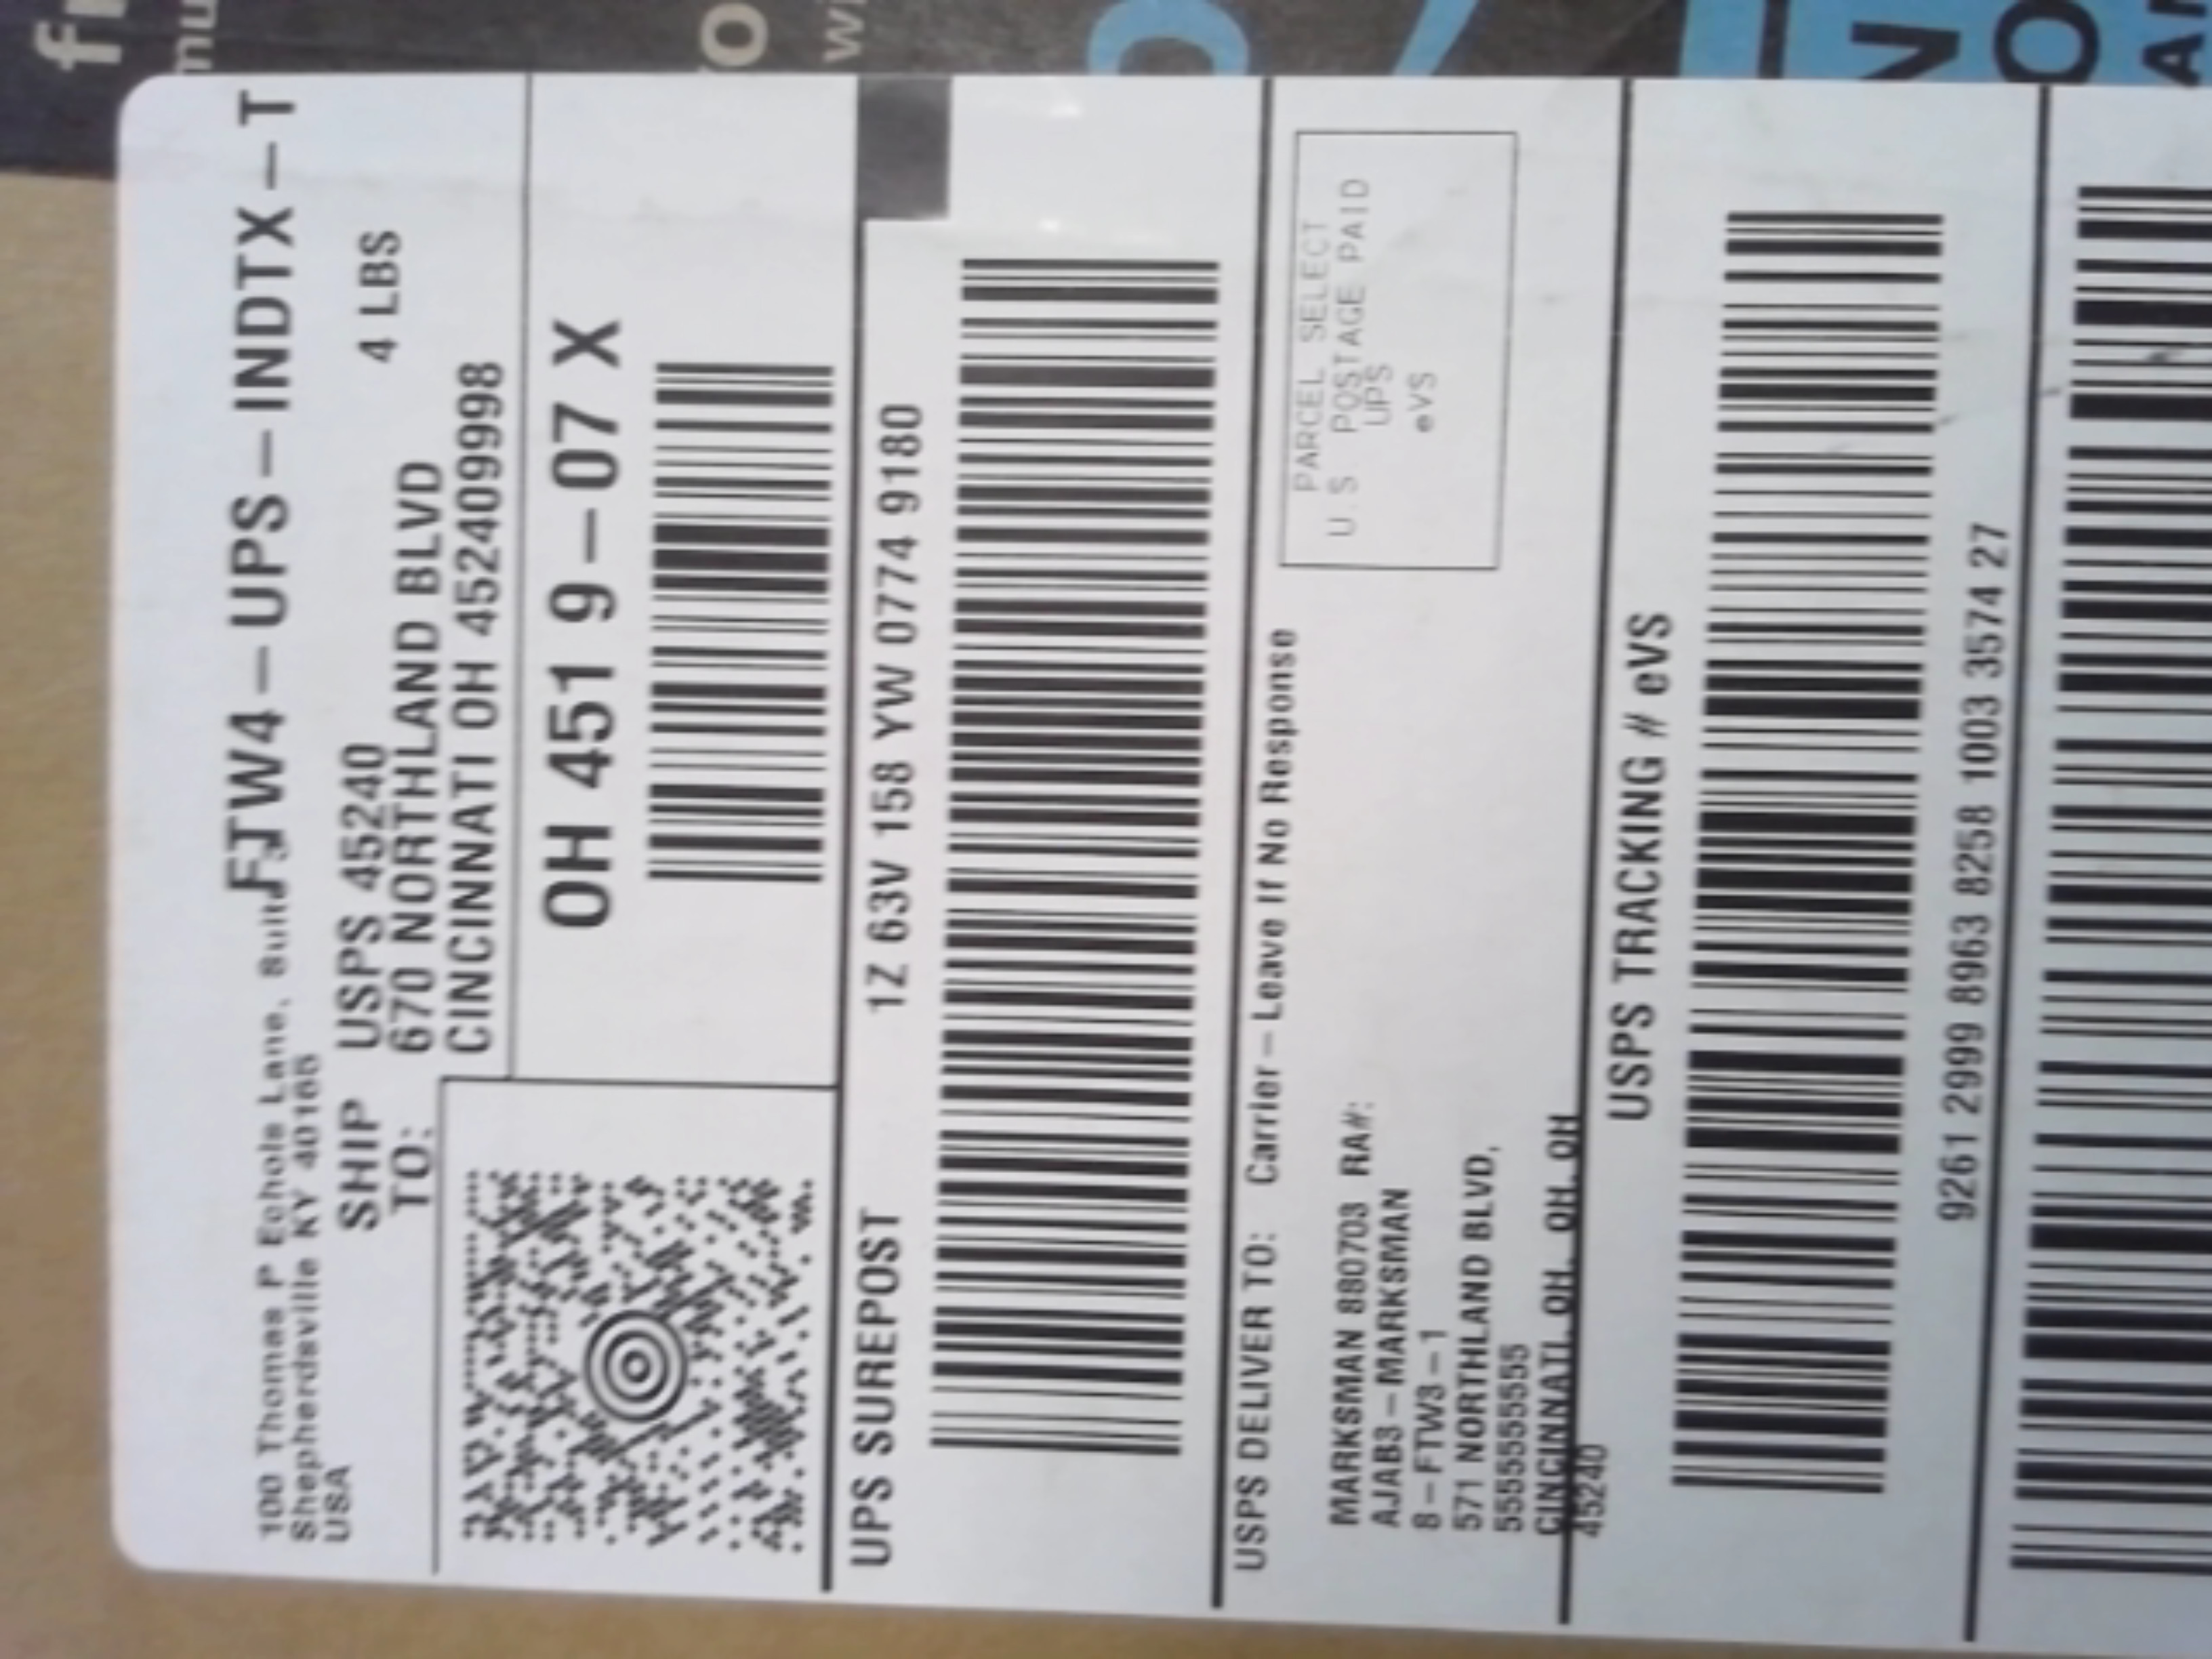 FTW4-UPS-INDTX-T
100 Thomas P Echols Lane, Suite
Shepherdsville KY 40165
USA
4 LBS
SHIP TO:
USPS 45240
670 NORTHLAND BLVD
CINCINNATI OH 452409998
OH 451 9-07 X
UPS SUREPOST
1Z 63V 158 YW 0774 9180
USPS DELIVER TO:
Carrier-Leave If No Response
PARCEL SELECT
U.S POSTAGE PAID
UPS
eVS
MARKSMAN 880703 RA#:
AJAB3-MARKSMAN
8-FTW3-1
571 NORTHLAND BLVD,
5555555555
CINCINNATI, OH, OH, OH
45240
USPS TRACKING # eVS
9261 2999 8963 8258 1003 3574 27